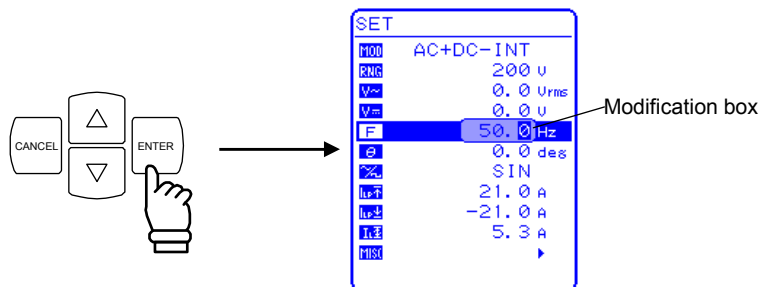 CANCEL
△
▽
ENTER
SET
MOD AC+DC-INT
RNG 200 V
V~ 0.0 Vrms
V⎓ 0.0 V
F 50.0 Hz
θ 0.0 deg
SIN
21.0 A
-21.0 A
5.3 A
MISC ▶
Modification box